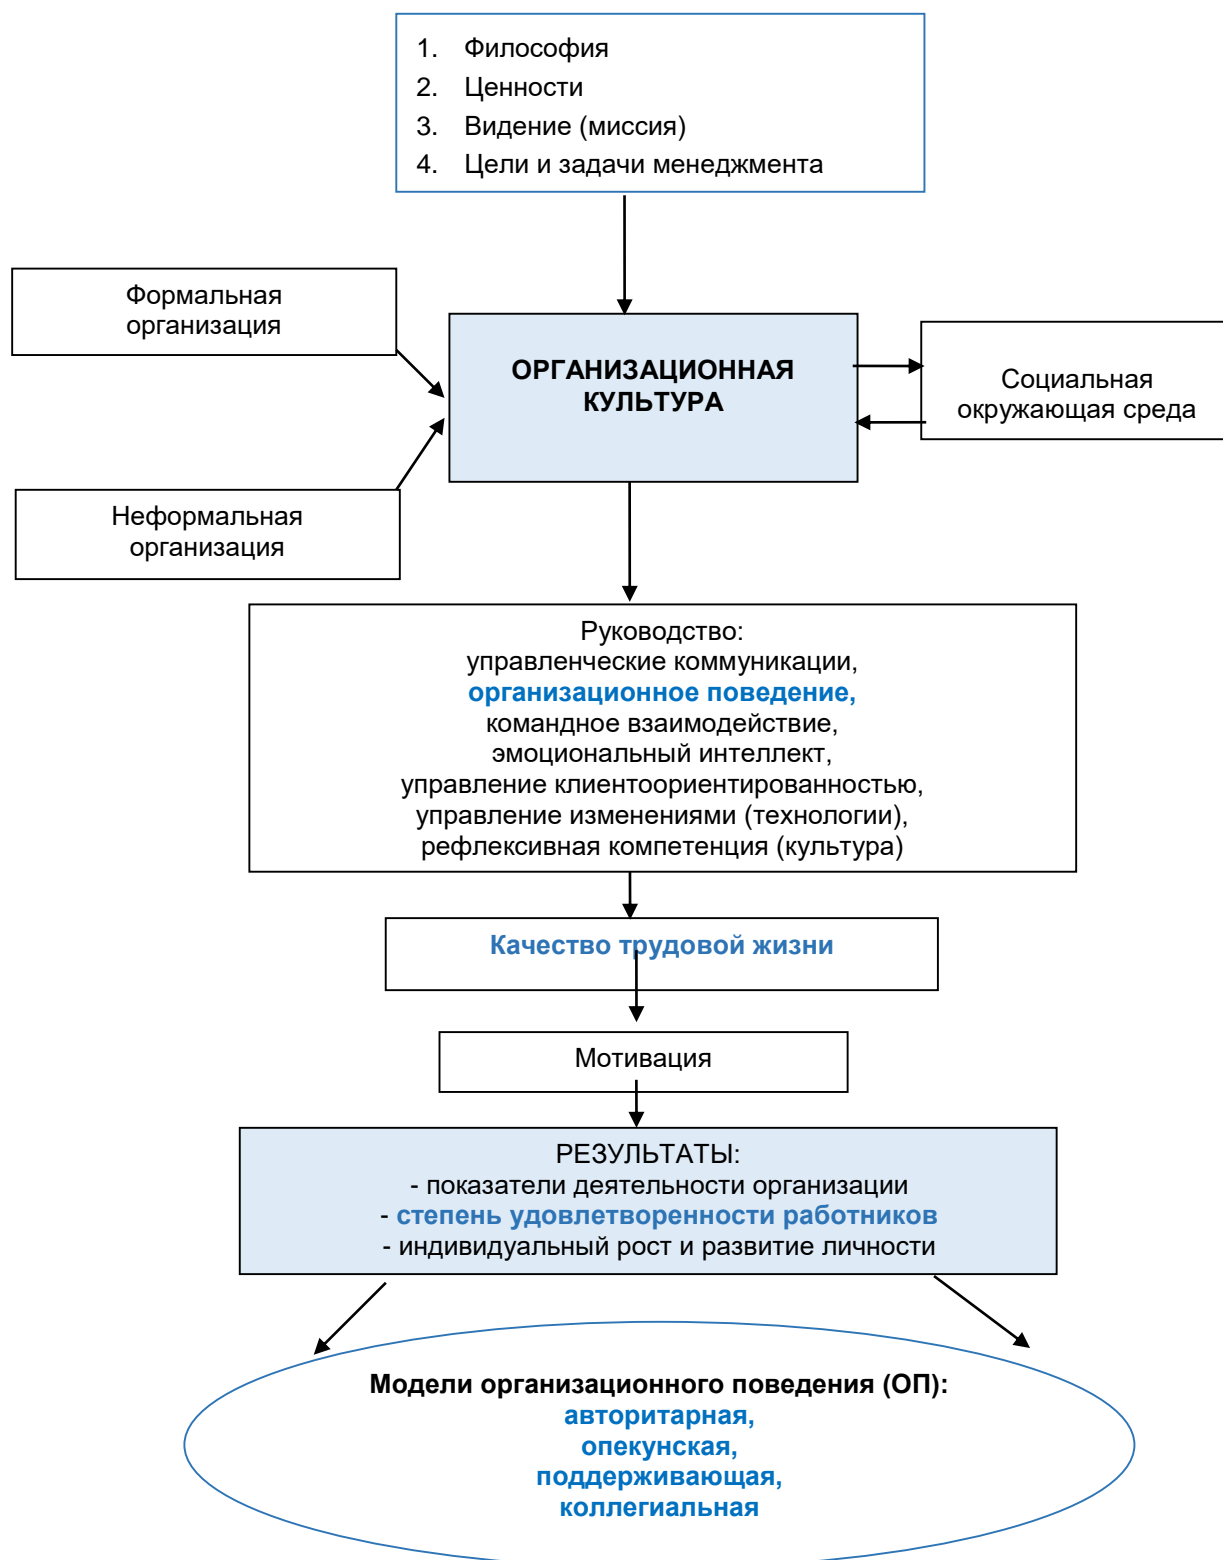 1. Философия
2. Ценности
3. Видение (миссия)
4. Цели и задачи менеджмента
Формальная
организация
ОРГАНИЗАЦИОННАЯ
КУЛЬТУРА
Социальная
окружающая среда
Неформальная
организация
Руководство:
управленческие коммуникации,
организационное поведение,
командное взаимодействие,
эмоциональный интеллект,
управление клиентоориентированностью,
управление изменениями (технологии),
рефлексивная компетенция (культура)
Качество трудовой жизни
Мотивация
РЕЗУЛЬТАТЫ:
- показатели деятельности организации
- степень удовлетворенности работников
- индивидуальный рост и развитие личности
Модели организационного поведения (ОП):
авторитарная,
опекунская,
поддерживающая,
коллегиальная